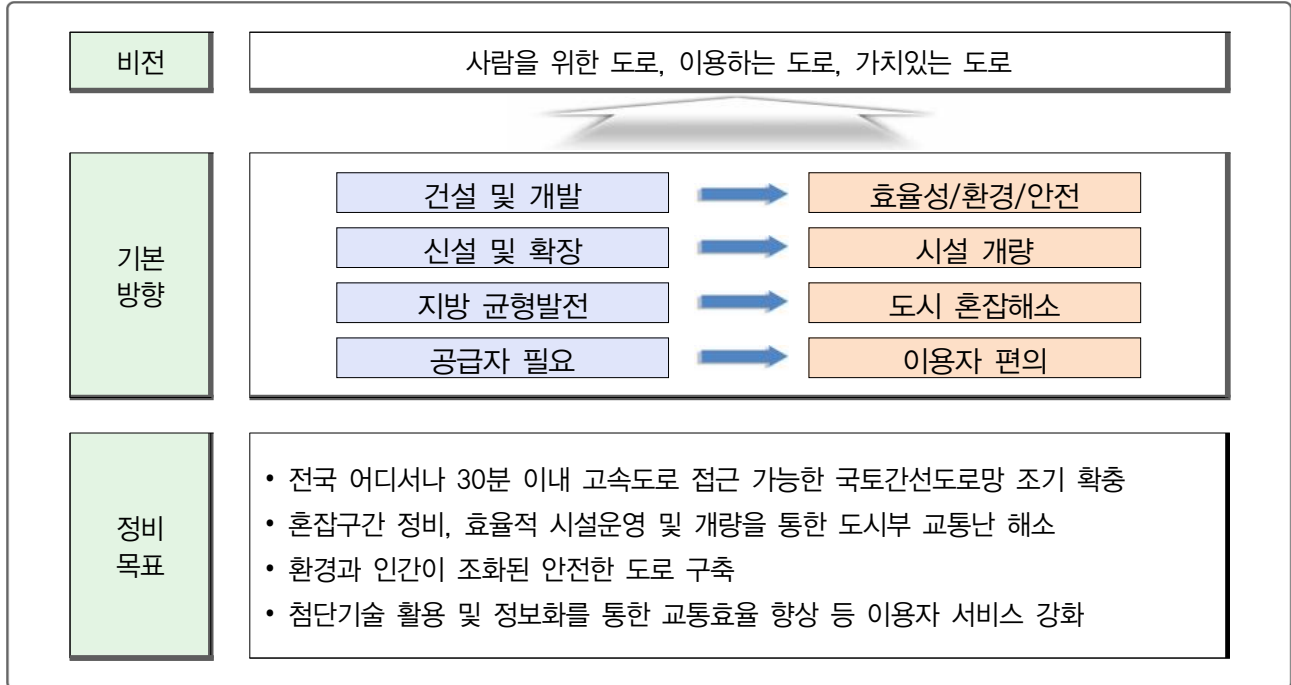 비전
사람을 위한 도로, 이용하는 도로, 가치있는 도로
기본
방향
건설 및 개발
효율성/환경/안전
신설 및 확장
시설 개량
지방 균형발전
도시 혼잡해소
공급자 필요
이용자 편의
정비
목표
• 전국 어디서나 30분 이내 고속도로 접근 가능한 국토간선도로망 조기 확충
• 혼잡구간 정비, 효율적 시설운영 및 개량을 통한 도시부 교통난 해소
• 환경과 인간이 조화된 안전한 도로 구축
• 첨단기술 활용 및 정보화를 통한 교통효율 향상 등 이용자 서비스 강화